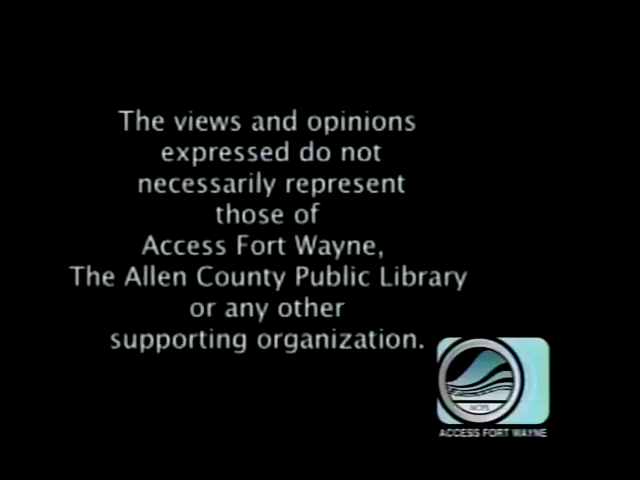 The views and opinions
expressed do not
necessarily represent
those of
Access Fort Wayne,
The Allen County Public Library
or any other
supporting organization.
ACPL
ACCESS FORT WAYNE